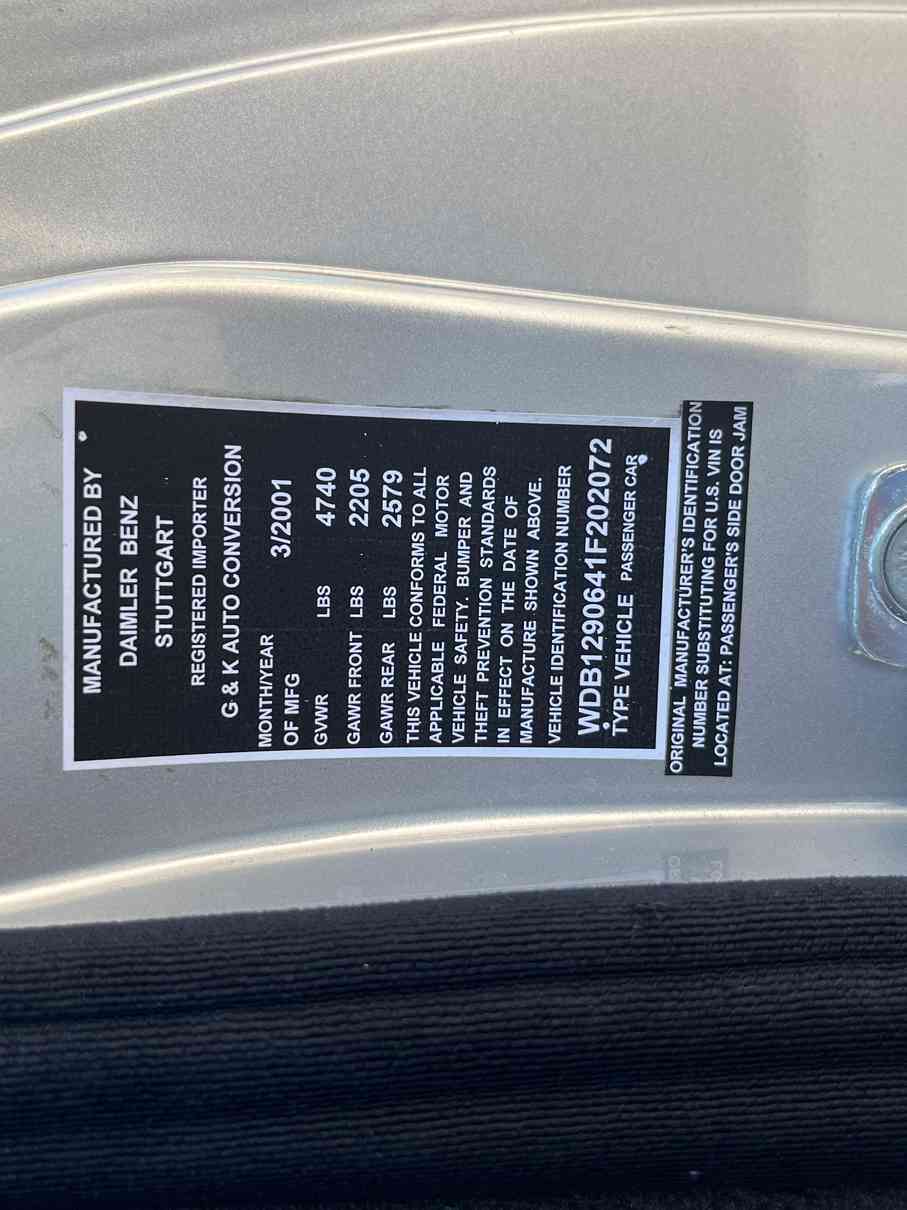 MANUFACTURED BY
DAIMLER BENZ
STUTTGART
REGISTERED IMPORTER
G & K AUTO CONVERSION
MONTH/YEAR
OF MFG 3/2001
GVWR LBS 4740
GAWR FRONT LBS 2205
GAWR REAR LBS 2579
THIS VEHICLE CONFORMS TO ALL
APPLICABLE FEDERAL MOTOR
VEHICLE SAFETY. BUMPER AND
THEFT PREVENTION STANDARDS
IN EFFECT ON THE DATE OF
MANUFACTURE SHOWN ABOVE.
VEHICLE IDENTIFICATION NUMBER
WDB1290641F202072
TYPE VEHICLE PASSENGER CAR
ORIGINAL MANUFACTURER'S IDENTIFICATION
NUMBER SUBSTITUTING FOR U.S. VIN IS
LOCATED AT: PASSENGER'S SIDE DOOR JAM